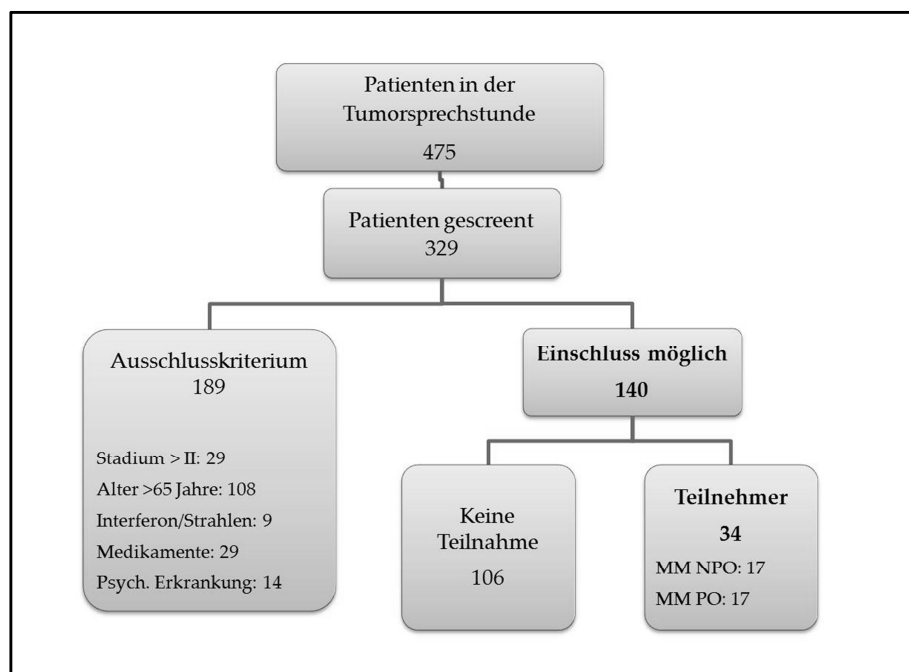 Patienten in der
Tumorsprechstunde
475
Patienten gescreent
329
Ausschlusskriterium
189
Stadium > II: 29
Alter >65 Jahre: 108
Interferon/Strahlen: 9
Medikamente: 29
Psych. Erkrankung: 14
Einschluss möglich
140
Keine
Teilnahme
106
Teilnehmer
34
MM NPO: 17
MM PO: 17